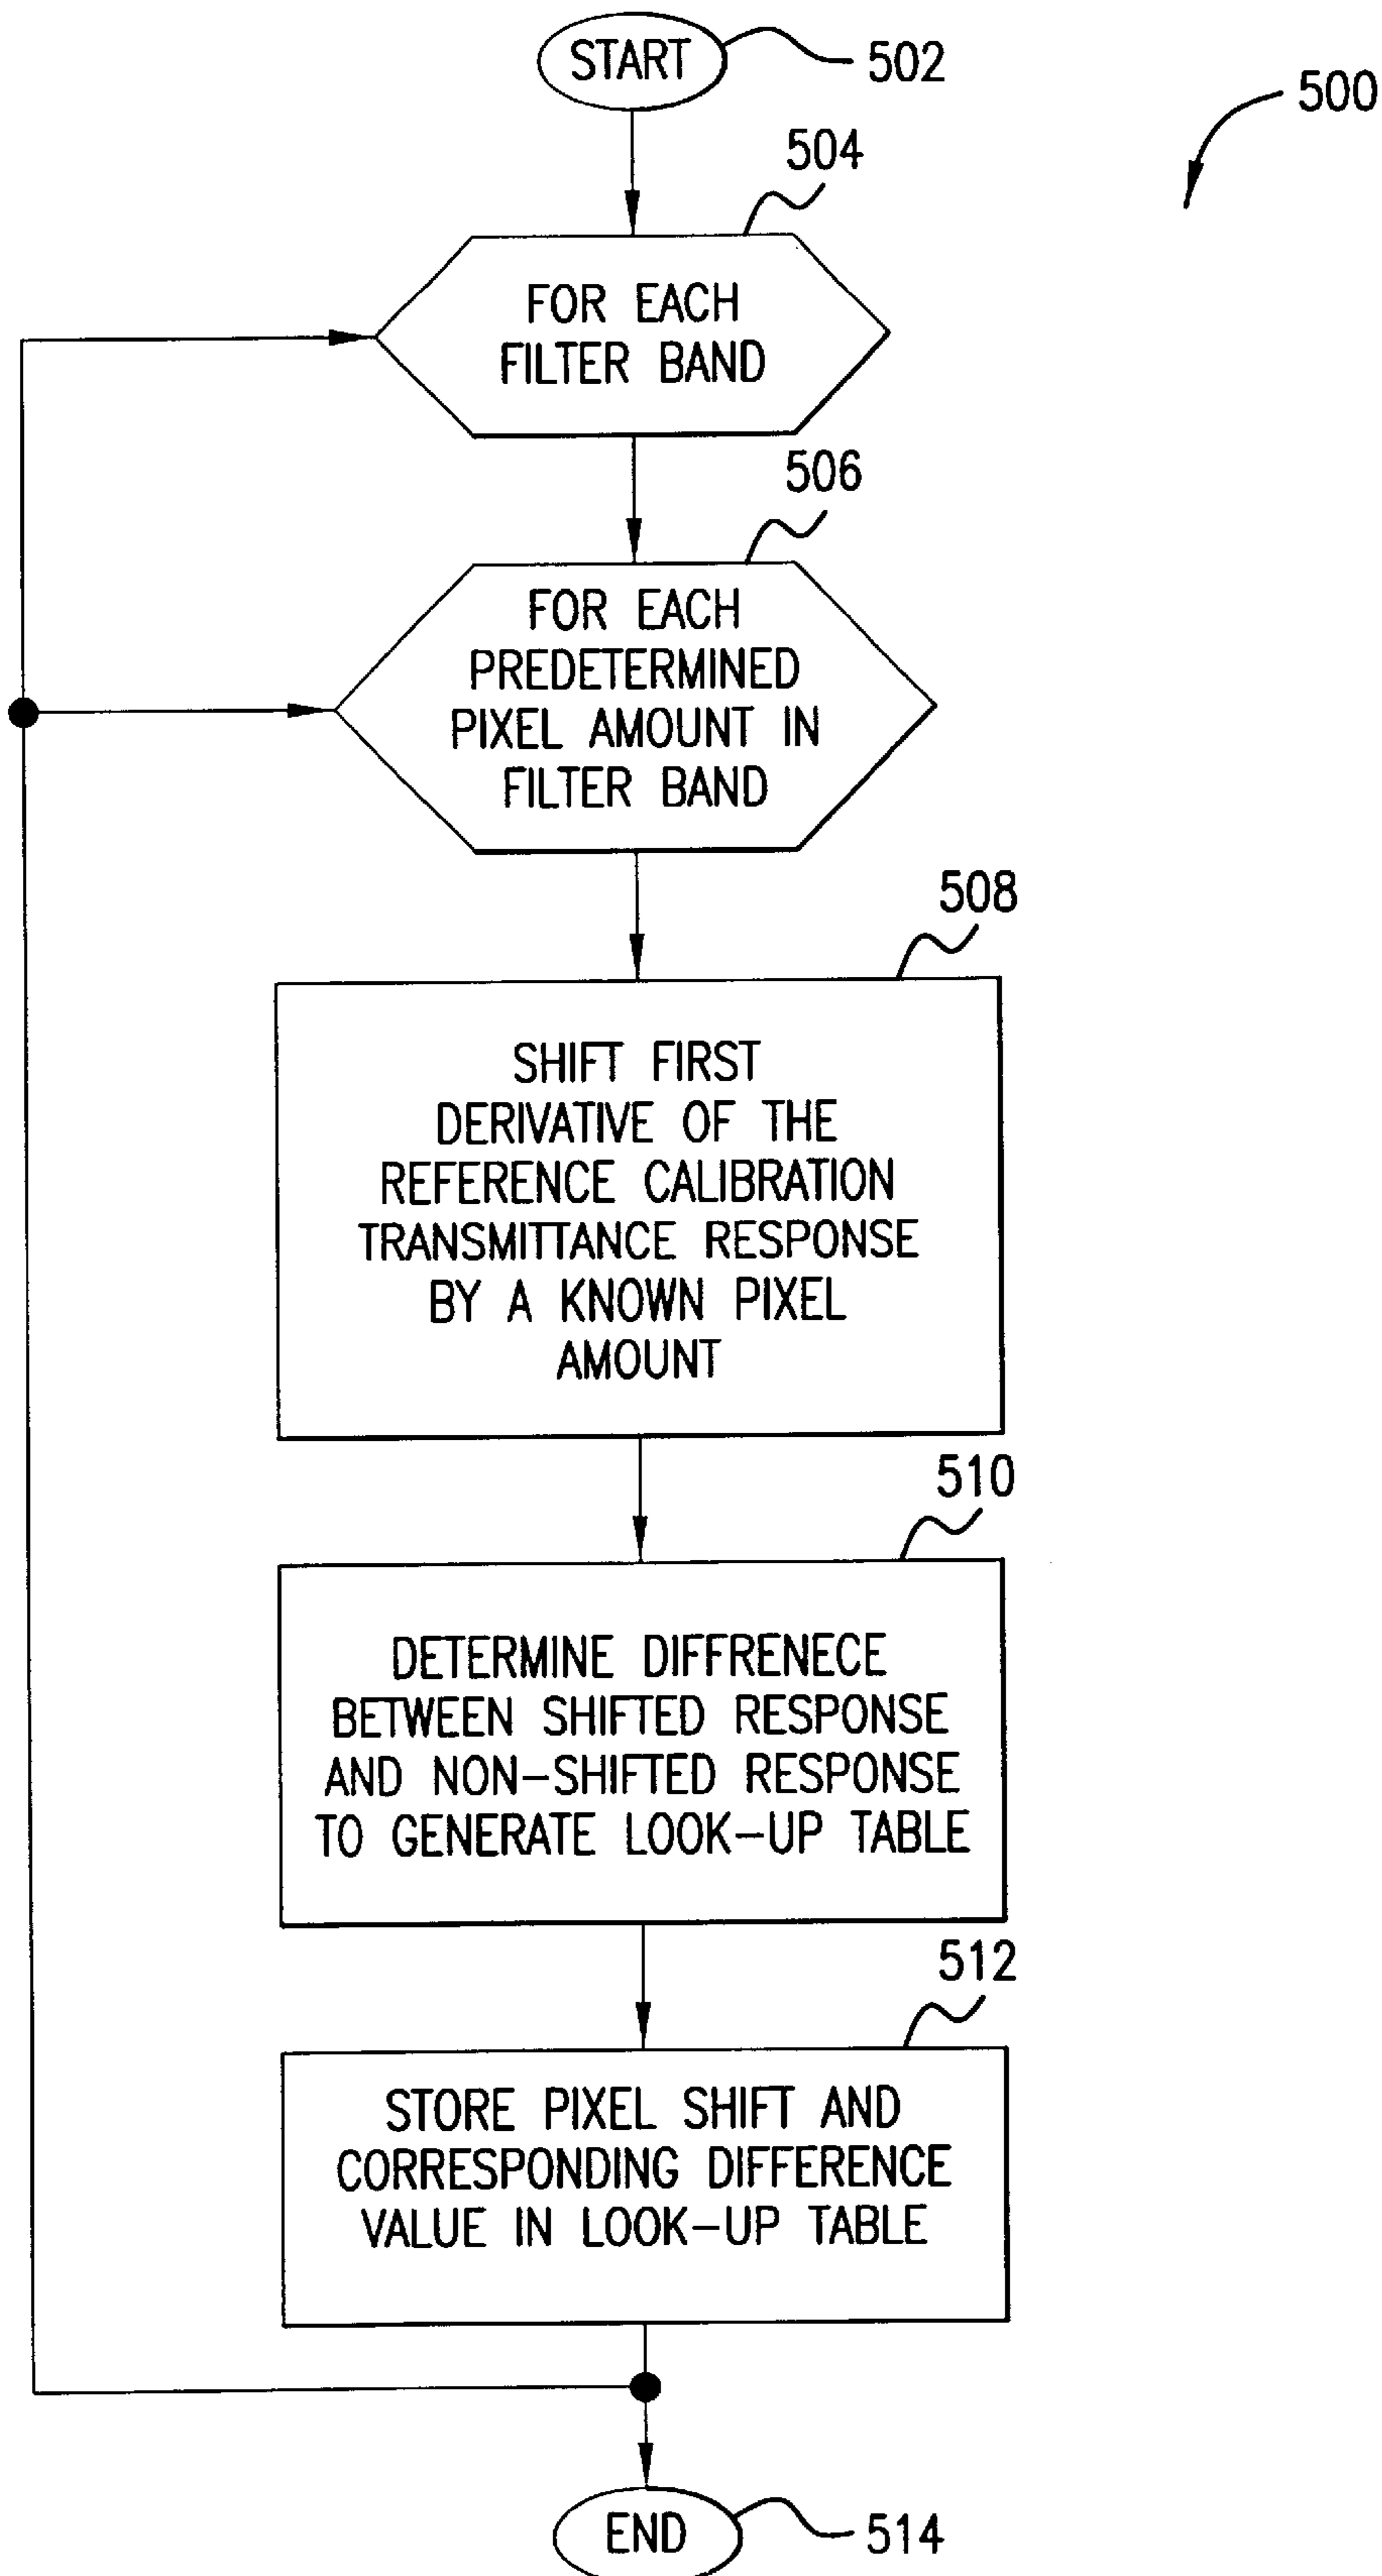 START
502
500
504
FOR EACH
FILTER BAND
506
FOR EACH
PREDETERMINED
PIXEL AMOUNT IN
FILTER BAND
508
SHIFT FIRST
DERIVATIVE OF THE
REFERENCE CALIBRATION
TRANSMITTANCE RESPONSE
BY A KNOWN PIXEL
AMOUNT
510
DETERMINE DIFFRENECE
BETWEEN SHIFTED RESPONSE
AND NON-SHIFTED RESPONSE
TO GENERATE LOOK-UP TABLE
512
STORE PIXEL SHIFT AND
CORRESPONDING DIFFERENCE
VALUE IN LOOK-UP TABLE
END
514